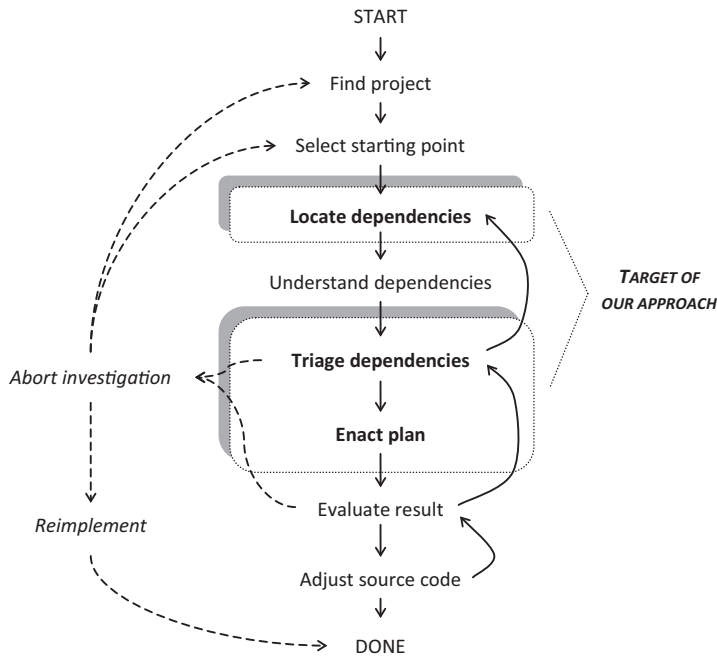 START
Find project
Select starting point
Locate dependencies
Understand dependencies
TARGET OF
OUR APPROACH
Triage dependencies
Abort investigation
Enact plan
Evaluate result
Reimplement
Adjust source code
DONE